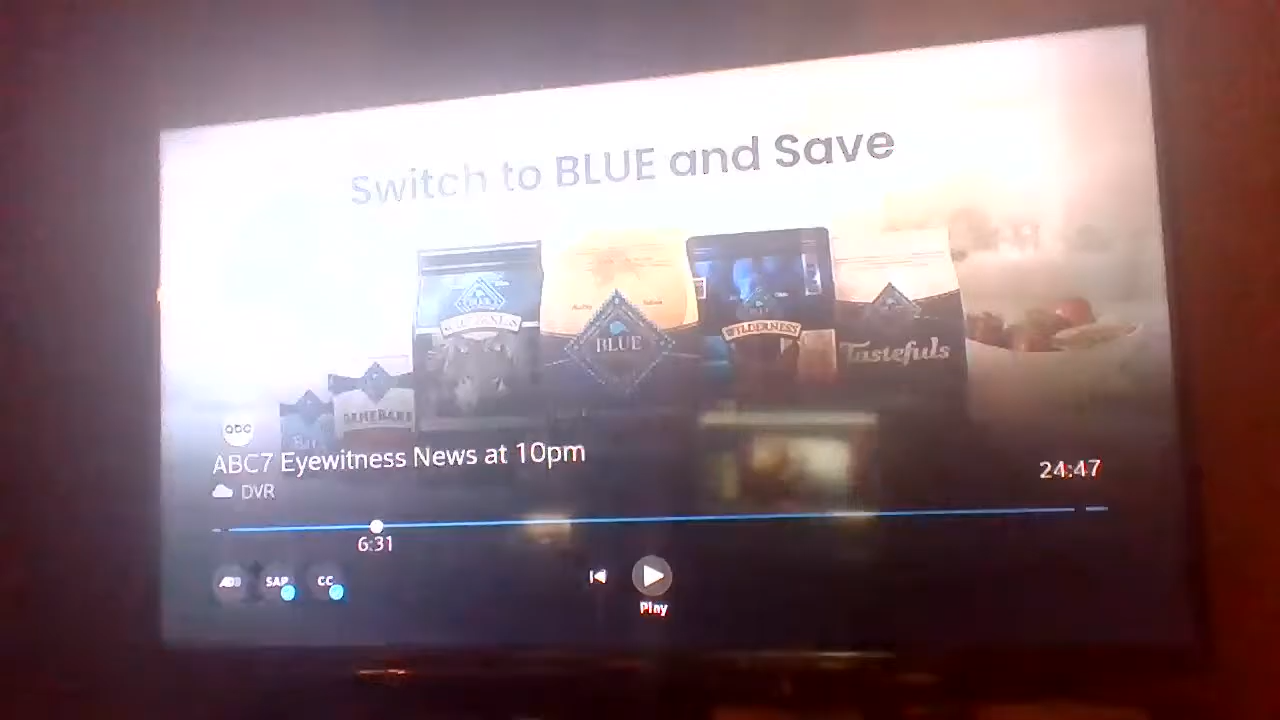 Switch to BLUE and Save
BLUE
WILDERNESS
Tastefuls
abc
ABC7 Eyewitness News at 10pm
24:47
DVR
6:31
SAP
CC
Play